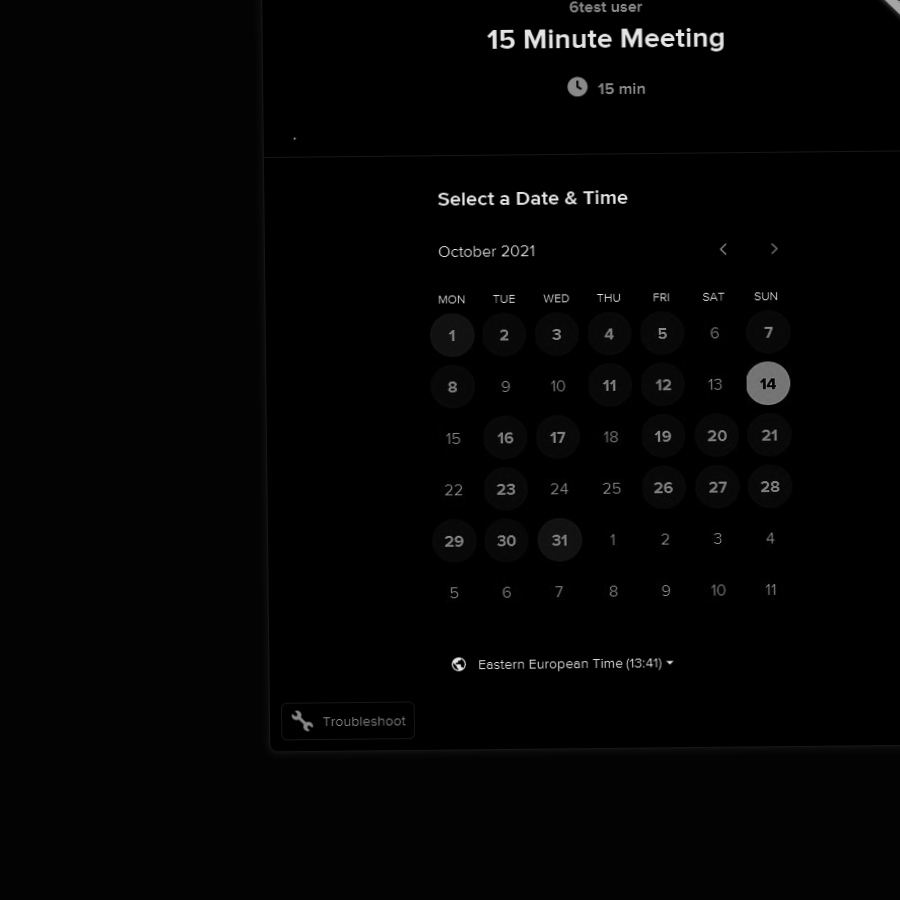 6test user
15 Minute Meeting
15 min
Select a Date & Time
October 2021
MON TUE WED THU FRI SAT SUN
1 2 3 4 5 6 7
8 9 10 11 12 13 14
15 16 17 18 19 20 21
22 23 24 25 26 27 28
29 30 31 1 2 3 4
5 6 7 8 9 10 11
Eastern European Time (13:41)
Troubleshoot